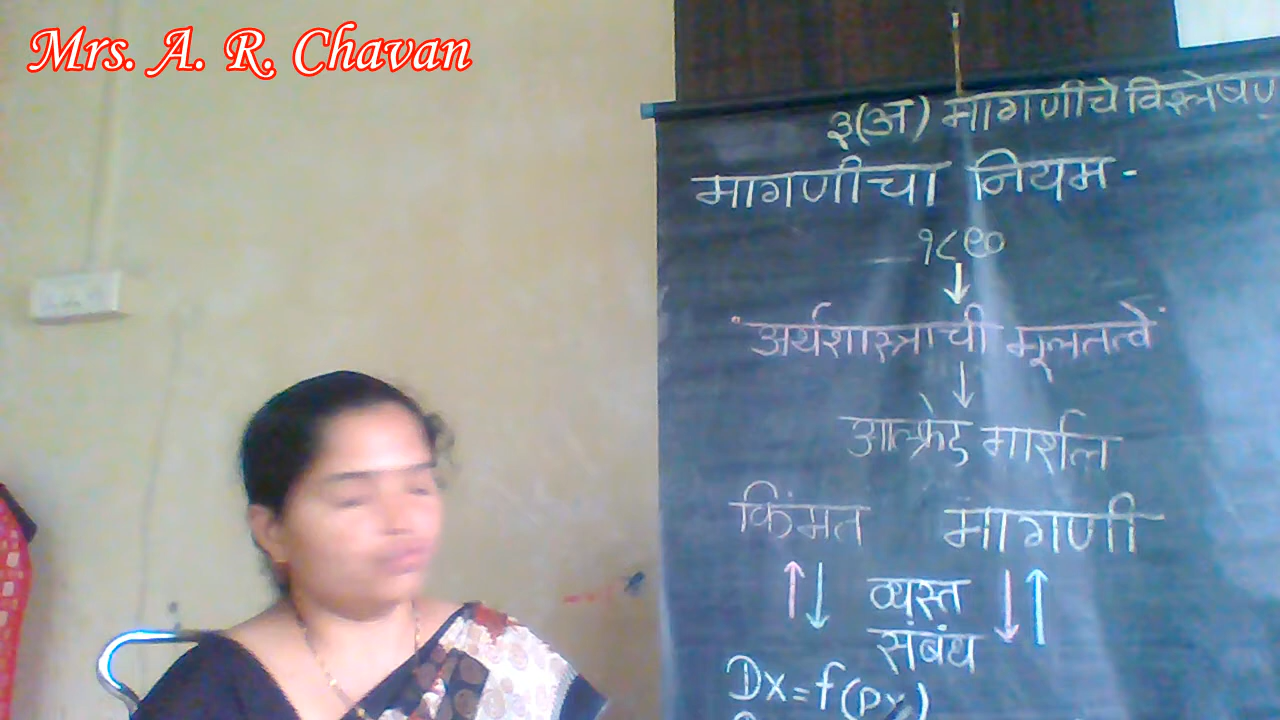 Mrs. A. R. Chavan
३(अ) मागणीचे विश्लेषण
मागणीचा नियम -
१८९०
"अर्थशास्त्राची मूलतत्वे"
आल्फ्रेड मार्शल
किंमत मागणी
व्यस्त
संबंध
Dx = f(Px)